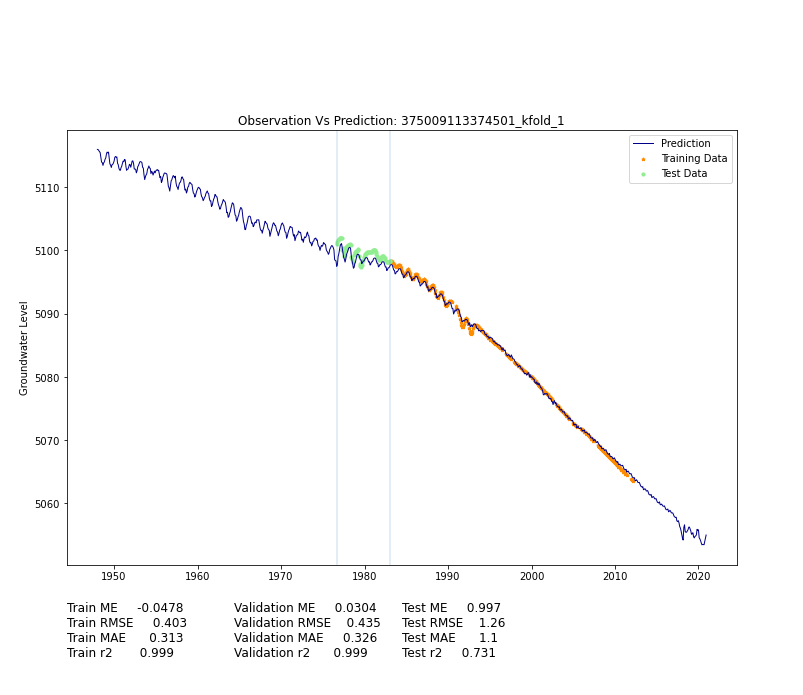 Observation Vs Prediction: 375009113374501_kfold_1
Prediction
Training Data
Test Data
Groundwater Level
5110
5100
5090
5080
5070
5060
1950 1960 1970 1980 1990 2000 2010 2020
Train ME -0.0478 Validation ME 0.0304 Test ME 0.997
Train RMSE 0.403 Validation RMSE 0.435 Test RMSE 1.26
Train MAE 0.313 Validation MAE 0.326 Test MAE 1.1
Train r2 0.999 Validation r2 0.999 Test r2 0.731